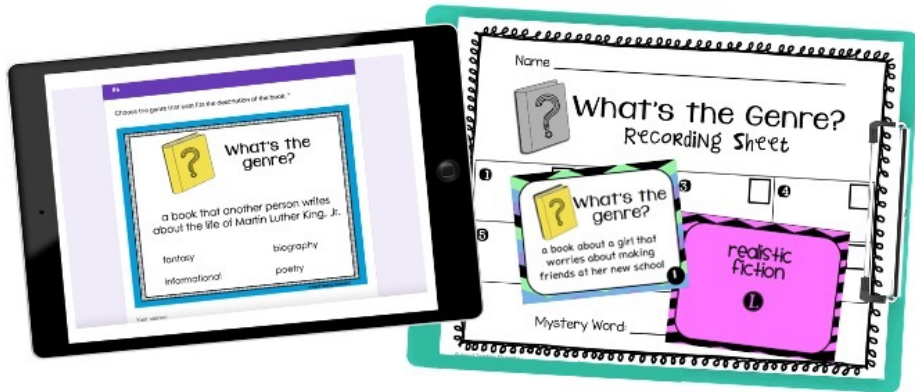 #6
Choose the genre that best fits the description of the book. *
What's the
genre?
a book that another person writes
about the life of Martin Luther King, Jr.
fantasy
biography
informational
poetry
Your answer
Name
What's the Genre?
Recording Sheet
1
3
4
5
What's the
genre?
a book about a girl that
worries about making
friends at her new school
realistic
fiction
L
Mystery Word: